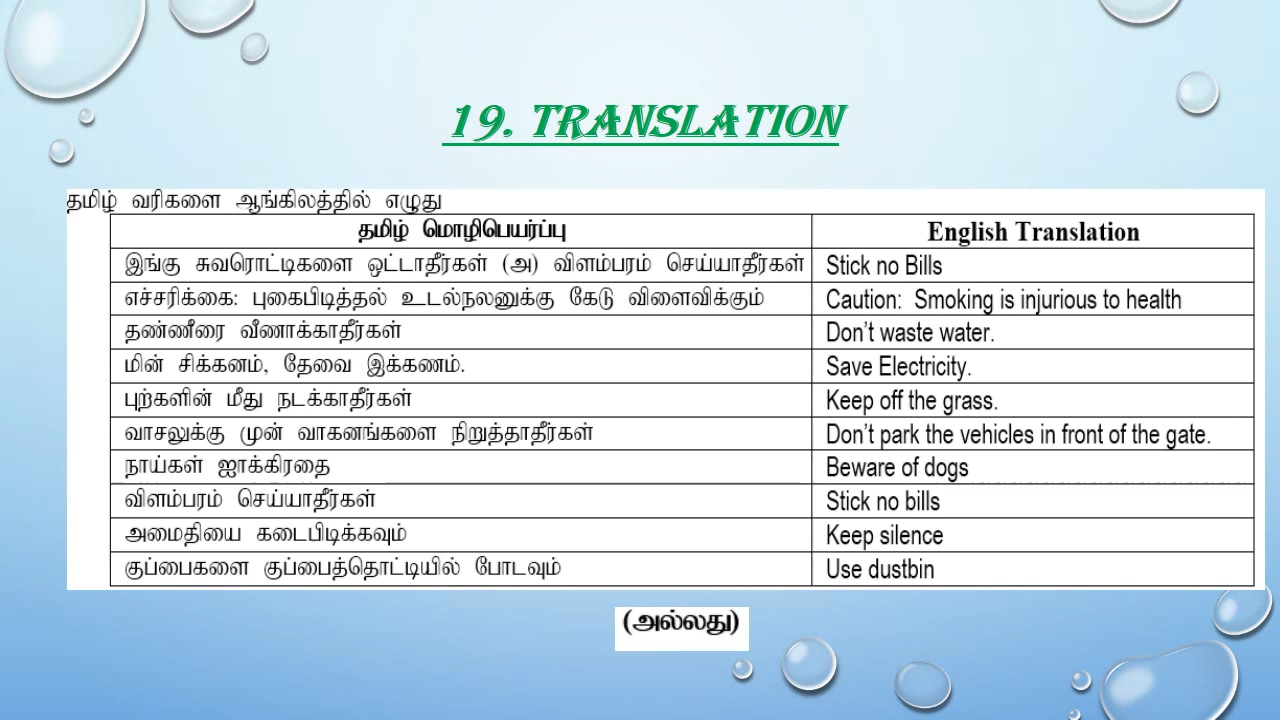 19. TRANSLATION
தமிழ் வரிகளை ஆங்கிலத்தில் எழுது
தமிழ் மொழிபெயர்ப்பு English Translation
இங்கு சுவரொட்டிகளை ஒட்டாதீர்கள் (அ) விளம்பரம் செய்யாதீர்கள் Stick no Bills
எச்சரிக்கை: புகைபிடித்தல் உடல்நலனுக்கு கேடு விளைவிக்கும் Caution: Smoking is injurious to health
தண்ணீரை வீணாக்காதீர்கள் Don't waste water.
மின் சிக்கனம், தேவை இக்கணம். Save Electricity.
புற்களின் மீது நடக்காதீர்கள் Keep off the grass.
வாசலுக்கு முன் வாகனங்களை நிறுத்தாதீர்கள் Don't park the vehicles in front of the gate.
நாய்கள் ஜாக்கிரதை Beware of dogs
விளம்பரம் செய்யாதீர்கள் Stick no bills
அமைதியை கடைபிடிக்கவும் Keep silence
குப்பைகளை குப்பைத்தொட்டியில் போடவும் Use dustbin
(அல்லது)